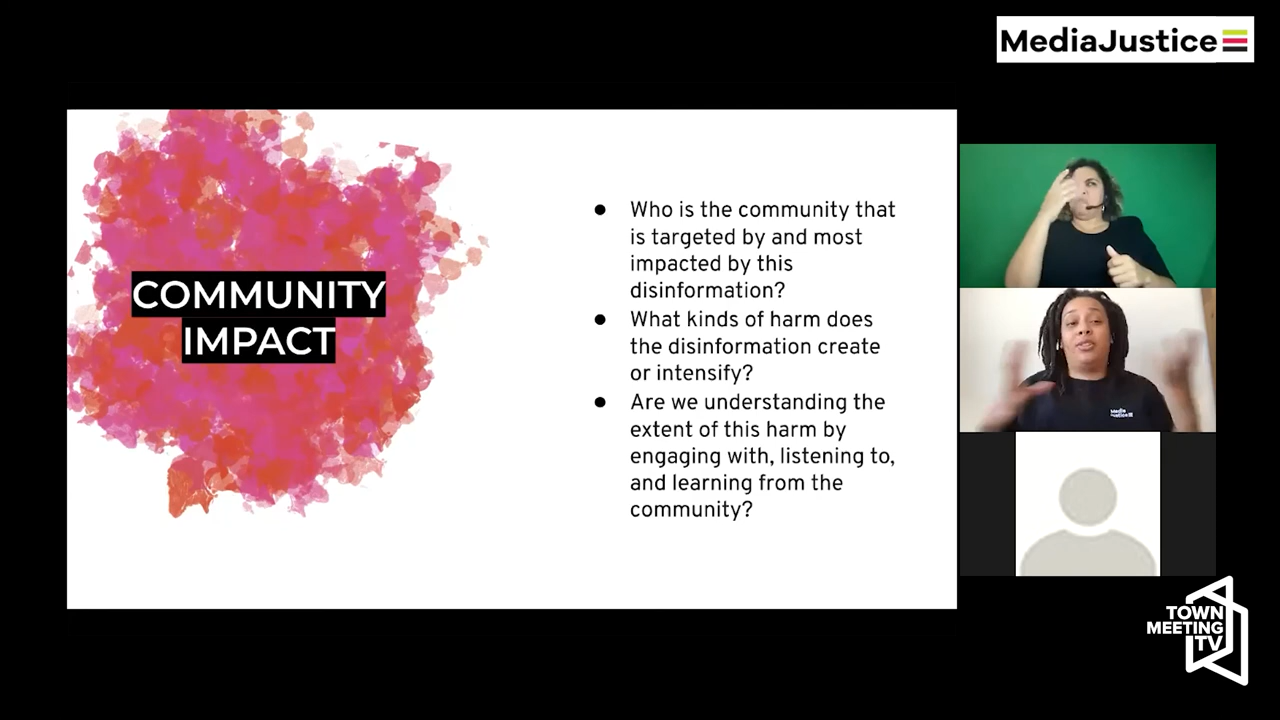 MediaJustice
COMMUNITY
IMPACT
● Who is the community that
is targeted by and most
impacted by this
disinformation?
● What kinds of harm does
the disinformation create
or intensify?
● Are we understanding the
extent of this harm by
engaging with, listening to,
and learning from the
community?
Media
Justice
TOWN
MEETING
TV